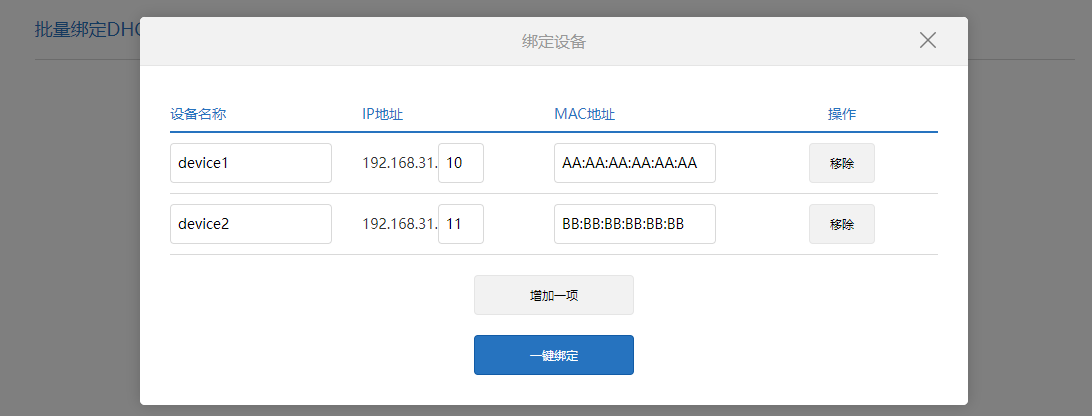 批量绑定DHC
绑定设备
设备名称 IP地址 MAC地址 操作
device1 192.168.31. 10 AA:AA:AA:AA:AA:AA 移除
device2 192.168.31. 11 BB:BB:BB:BB:BB:BB 移除
增加一项
一键绑定